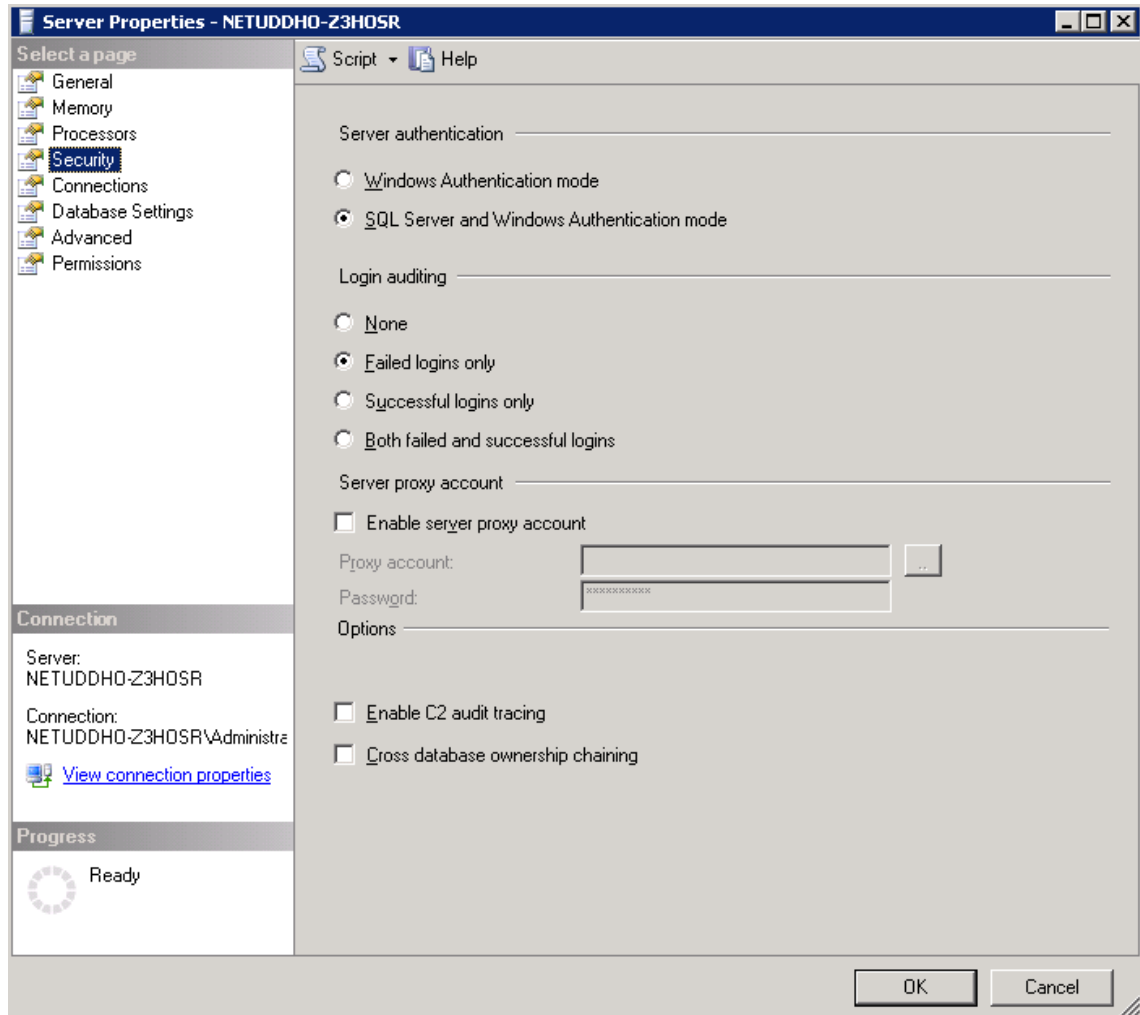 Server Properties - NETUDDHO-Z3HOSR
Select a page
General
Memory
Processors
Security
Connections
Database Settings
Advanced
Permissions
Connection
Server:
NETUDDHO-Z3HOSR
Connection:
NETUDDHO-Z3HOSR\Administra
View connection properties
Progress
Ready
Script Help
Server authentication
Windows Authentication mode
SQL Server and Windows Authentication mode
Login auditing
None
Failed logins only
Successful logins only
Both failed and successful logins
Server proxy account
Enable server proxy account
Proxy account:
..
Password:
**********
Options
Enable C2 audit tracing
Cross database ownership chaining
OK Cancel